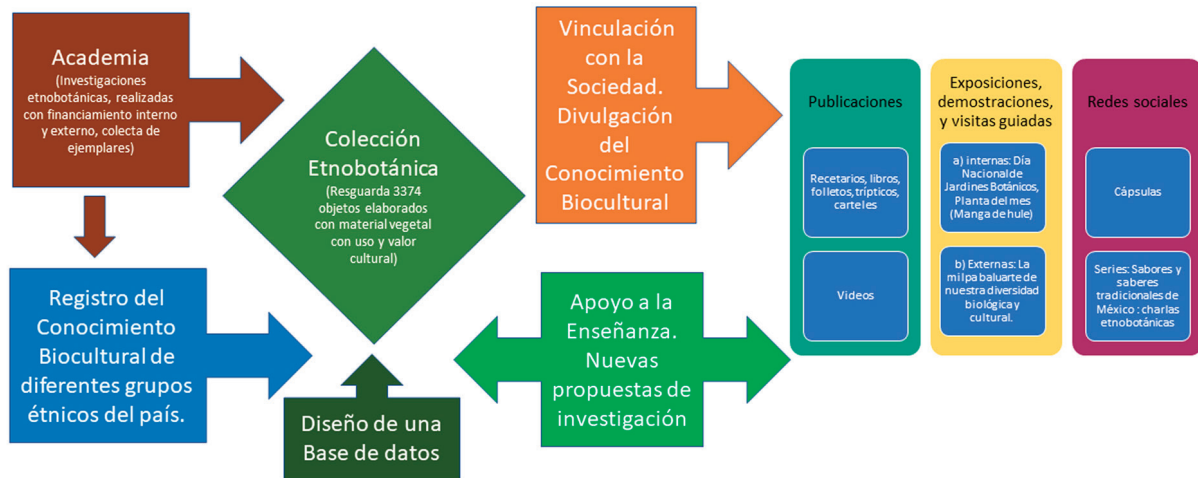 Academia
(Investigaciones
etnobotánicas, realizadas
con financiamiento interno
y externo, colecta de
ejemplares)
Registro del
Conocimiento
Biocultural de
diferentes grupos
étnicos del país.
Colección
Etnobotánica
(Resguarda 3374
objetos elaborados
con material vegetal
con uso y valor
cultural)
Diseño de una
Base de datos
Vinculación
con la
Sociedad.
Divulgación
del
Conocimiento
Biocultural
Apoyo a la
Enseñanza.
Nuevas
propuestas de
investigación
Publicaciones
Recetarios, libros,
folletos, trípticos,
carteles
Videos
Exposiciones,
demostraciones,
y visitas guiadas
a) internas: Día
Nacional de
Jardines Botánicos,
Planta del mes
(Manga de hule)
b) Externas: La
milpa baluarte de
nuestra diversidad
biológica y
cultural.
Redes sociales
Cápsulas
Series: Sabores y
saberes
tradicionales de
México : charlas
etnobotánicas